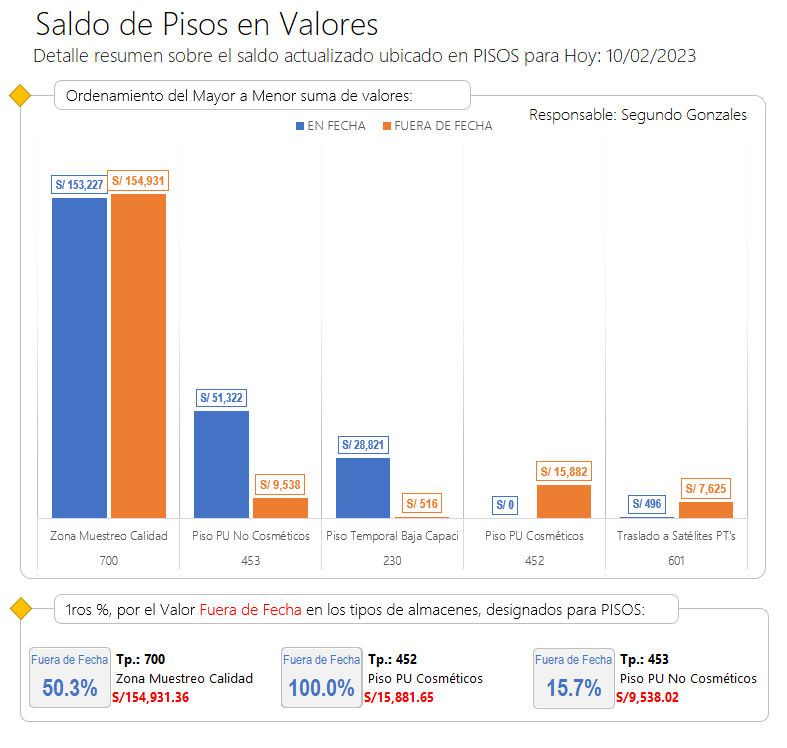 Saldo de Pisos en Valores
Detalle resumen sobre el saldo actualizado ubicado en PISOS para Hoy: 10/02/2023
Ordenamiento del Mayor a Menor suma de valores:
Responsable: Segundo Gonzales
EN FECHA FUERA DE FECHA
S/ 153,227 S/ 154,931
S/ 51,322
S/ 9,538
S/ 28,821
S/ 516
S/ 0
S/ 15,882
S/ 496
S/ 7,625
Zona Muestreo Calidad Piso PU No Cosméticos Piso Temporal Baja Capaci Piso PU Cosméticos Traslado a Satélites PT's
700 453 230 452 601
1ros %, por el Valor Fuera de Fecha en los tipos de almacenes, designados para PISOS:
Fuera de Fecha
50.3%
Tp.: 700
Zona Muestreo Calidad
S/154,931.36
Fuera de Fecha
100.0%
Tp.: 452
Piso PU Cosméticos
S/15,881.65
Fuera de Fecha
15.7%
Tp.: 453
Piso PU No Cosméticos
S/9,538.02